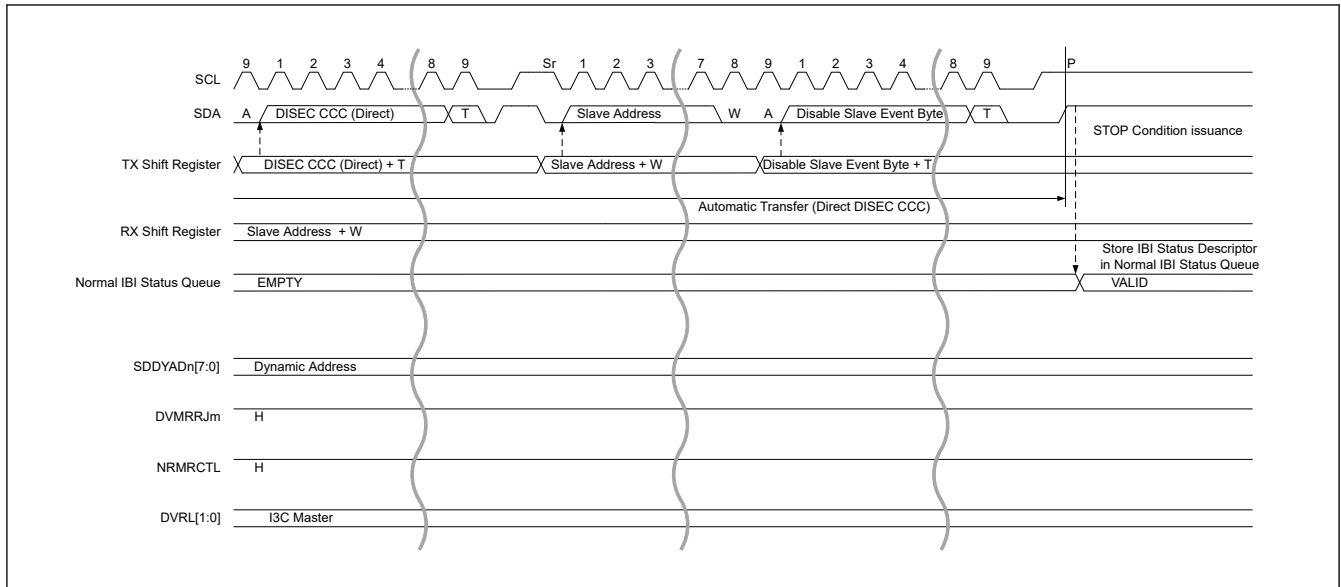 9 1 2 3 4 8 9 Sr 1 2 3 7 8 9 1 2 3 4 8 9 P
SCL
SDA A DISEC CCC (Direct) T Slave Address W A Disable Slave Event Byte T
STOP Condition issuance
TX Shift Register DISEC CCC (Direct) + T Slave Address + W Disable Slave Event Byte + T
Automatic Transfer (Direct DISEC CCC)
RX Shift Register Slave Address + W
Store IBI Status Descriptor
in Normal IBI Status Queue
Normal IBI Status Queue EMPTY VALID
SDDYADn[7:0] Dynamic Address
DVMRRJm H
NRMRCTL H
DVRL[1:0] I3C Master